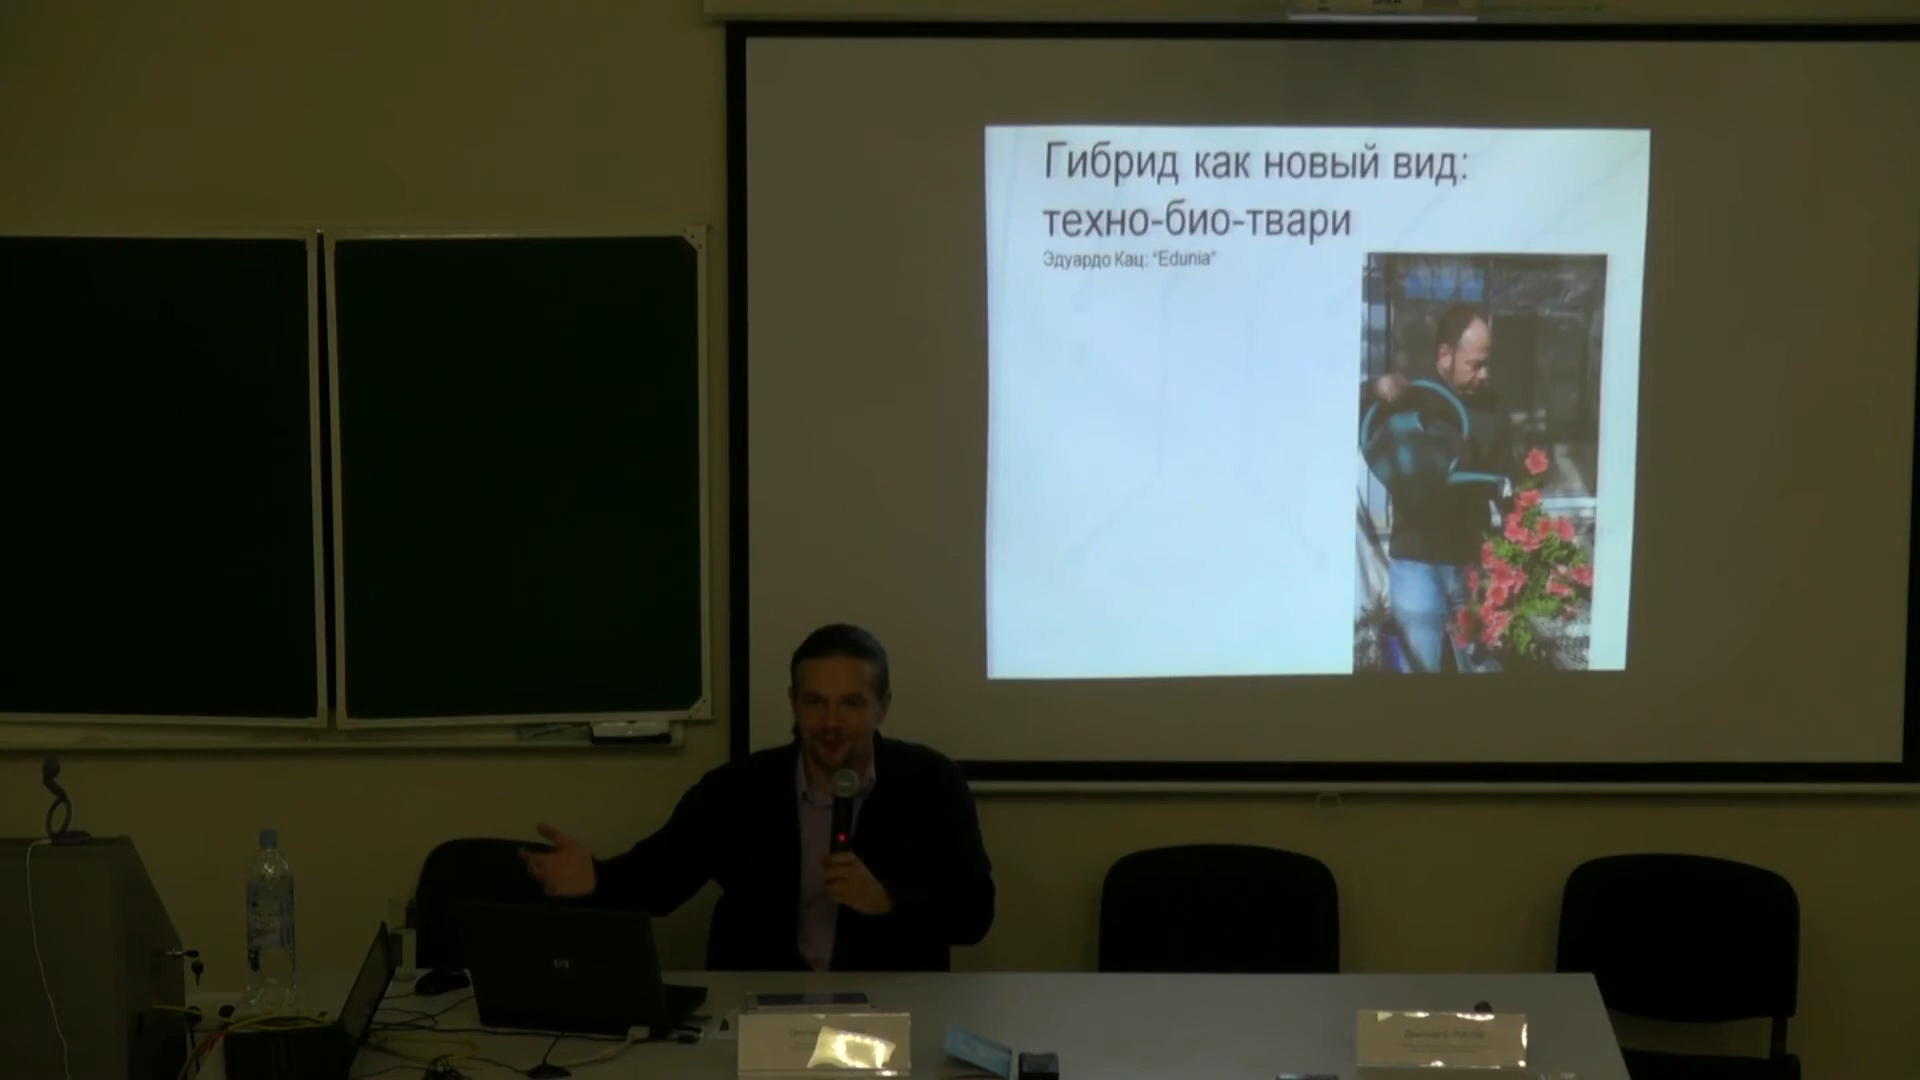 Гибрид как новый вид:
техно-био-твари
Эдуардо Кац: "Edunia"